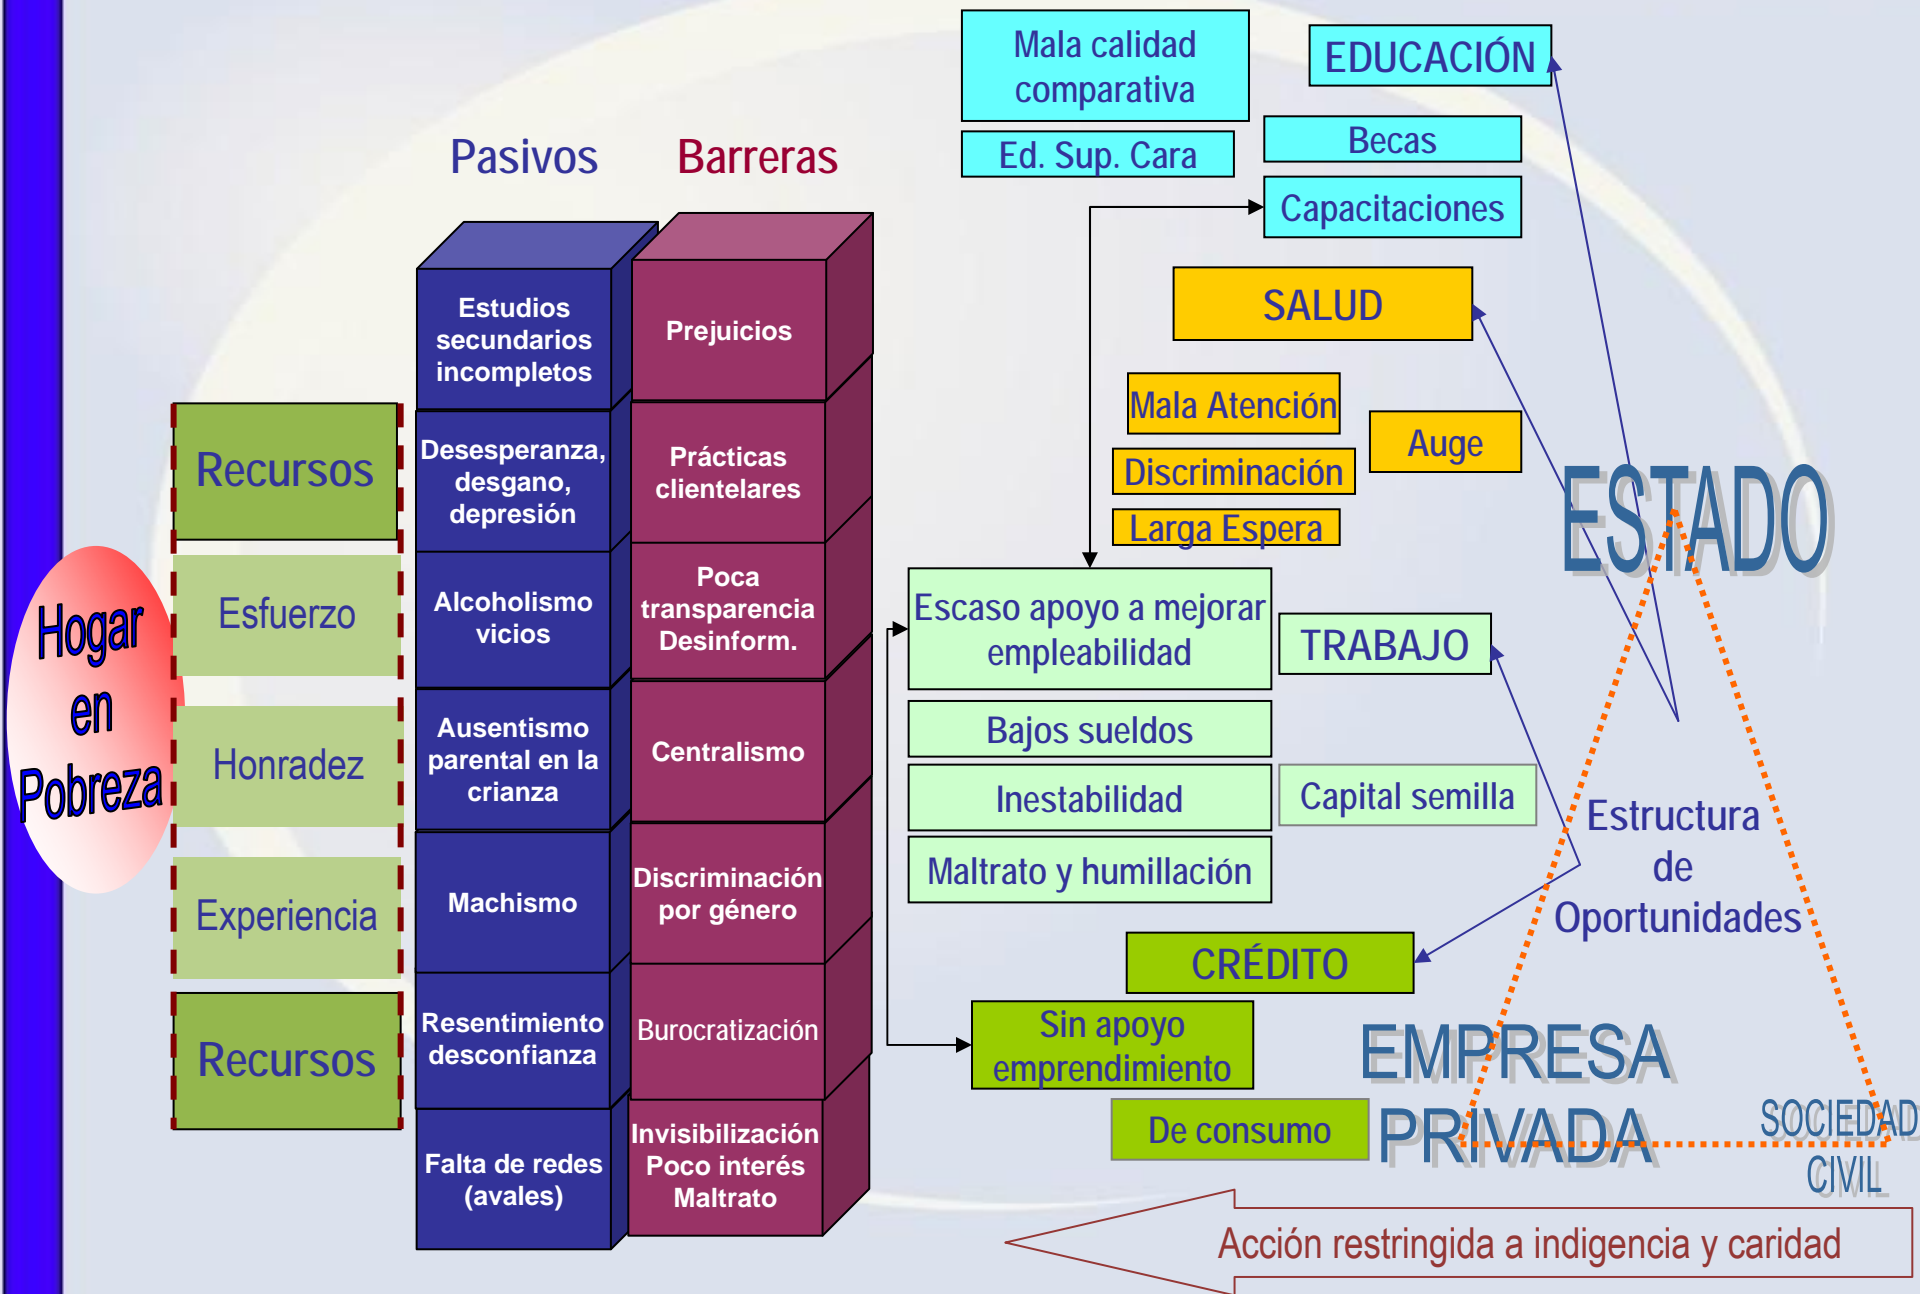 Hogar
en
Pobreza
Recursos
Esfuerzo
Honradez
Experiencia
Recursos
Pasivos
Estudios
secundarios
incompletos
Desesperanza,
desgano,
depresión
Alcoholismo
vicios
Ausentismo
parental en la
crianza
Machismo
Resentimiento
desconfianza
Falta de redes
(avales)
Barreras
Prejuicios
Prácticas
clientelares
Poca
transparencia
Desinform.
Centralismo
Discriminación
por género
Burocratización
Invisibilización
Poco interés
Maltrato
Mala calidad
comparativa
Ed. Sup. Cara
EDUCACIÓN
Becas
Capacitaciones
SALUD
Mala Atención
Discriminación
Larga Espera
Auge
Escaso apoyo a mejorar
empleabilidad
Bajos sueldos
Inestabilidad
Maltrato y humillación
TRABAJO
Capital semilla
CRÉDITO
Sin apoyo
emprendimiento
De consumo
ESTADO
Estructura
de
Oportunidades
EMPRESA
PRIVADA
SOCIEDAD
CIVIL
Acción restringida a indigencia y caridad